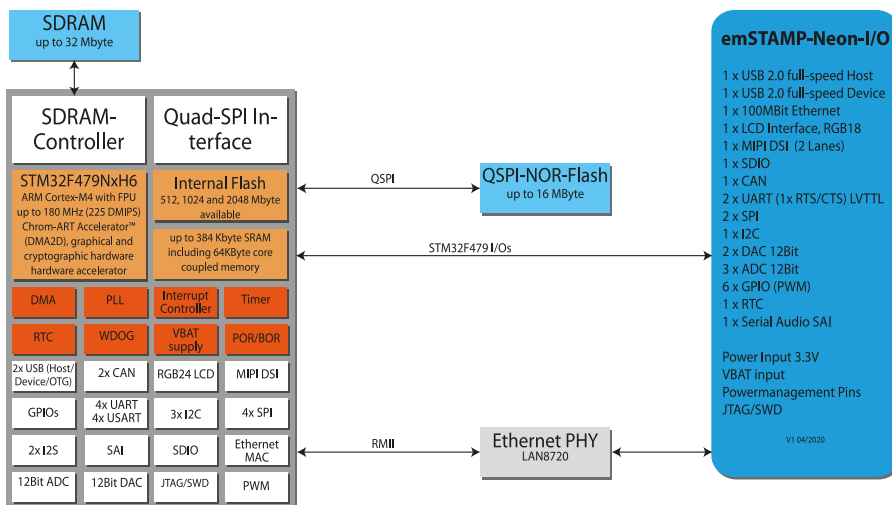 SDRAM
up to 32 Mbyte
SDRAM-
Controller
Quad-SPI In-
terface
STM32F479NxH6
ARM Cortex-M4 with FPU
up to 180 MHz (225 DMIPS)
Chrom-ART Accelerator™
(DMA2D), graphical and
cryptographic hardware
hardware accelerator
Internal Flash
512, 1024 and 2048 Mbyte
available
up to 384 Kbyte SRAM
including 64KByte core
coupled memory
DMA
PLL
Interrupt
Controller
Timer
RTC
WDOG
VBAT
supply
POR/BOR
2x USB (Host/
Device/OTG)
2x CAN
RGB24 LCD
MIPI DSI
GPIOs
4x UART
4x USART
3x I2C
4x SPI
2x I2S
SAI
SDIO
Ethernet
MAC
12Bit ADC
12Bit DAC
JTAG/SWD
PWM
QSPI
QSPI-NOR-Flash
up to 16 MByte
STM32F479 I/Os
RMII
Ethernet PHY
LAN8720
emSTAMP-Neon-I/O
1 x USB 2.0 full-speed Host
1 x USB 2.0 full-speed Device
1 x 100MBit Ethernet
1 x LCD Interface, RGB18
1 x MIPI DSI (2 Lanes)
1 x SDIO
1 x CAN
2 x UART (1x RTS/CTS) LVTTL
2 x SPI
1 x I2C
2 x DAC 12Bit
3 x ADC 12Bit
6 x GPIO (PWM)
1 x RTC
1 x Serial Audio SAI
Power Input 3.3V
VBAT input
Powermanagement Pins
JTAG/SWD
V1 04/2020